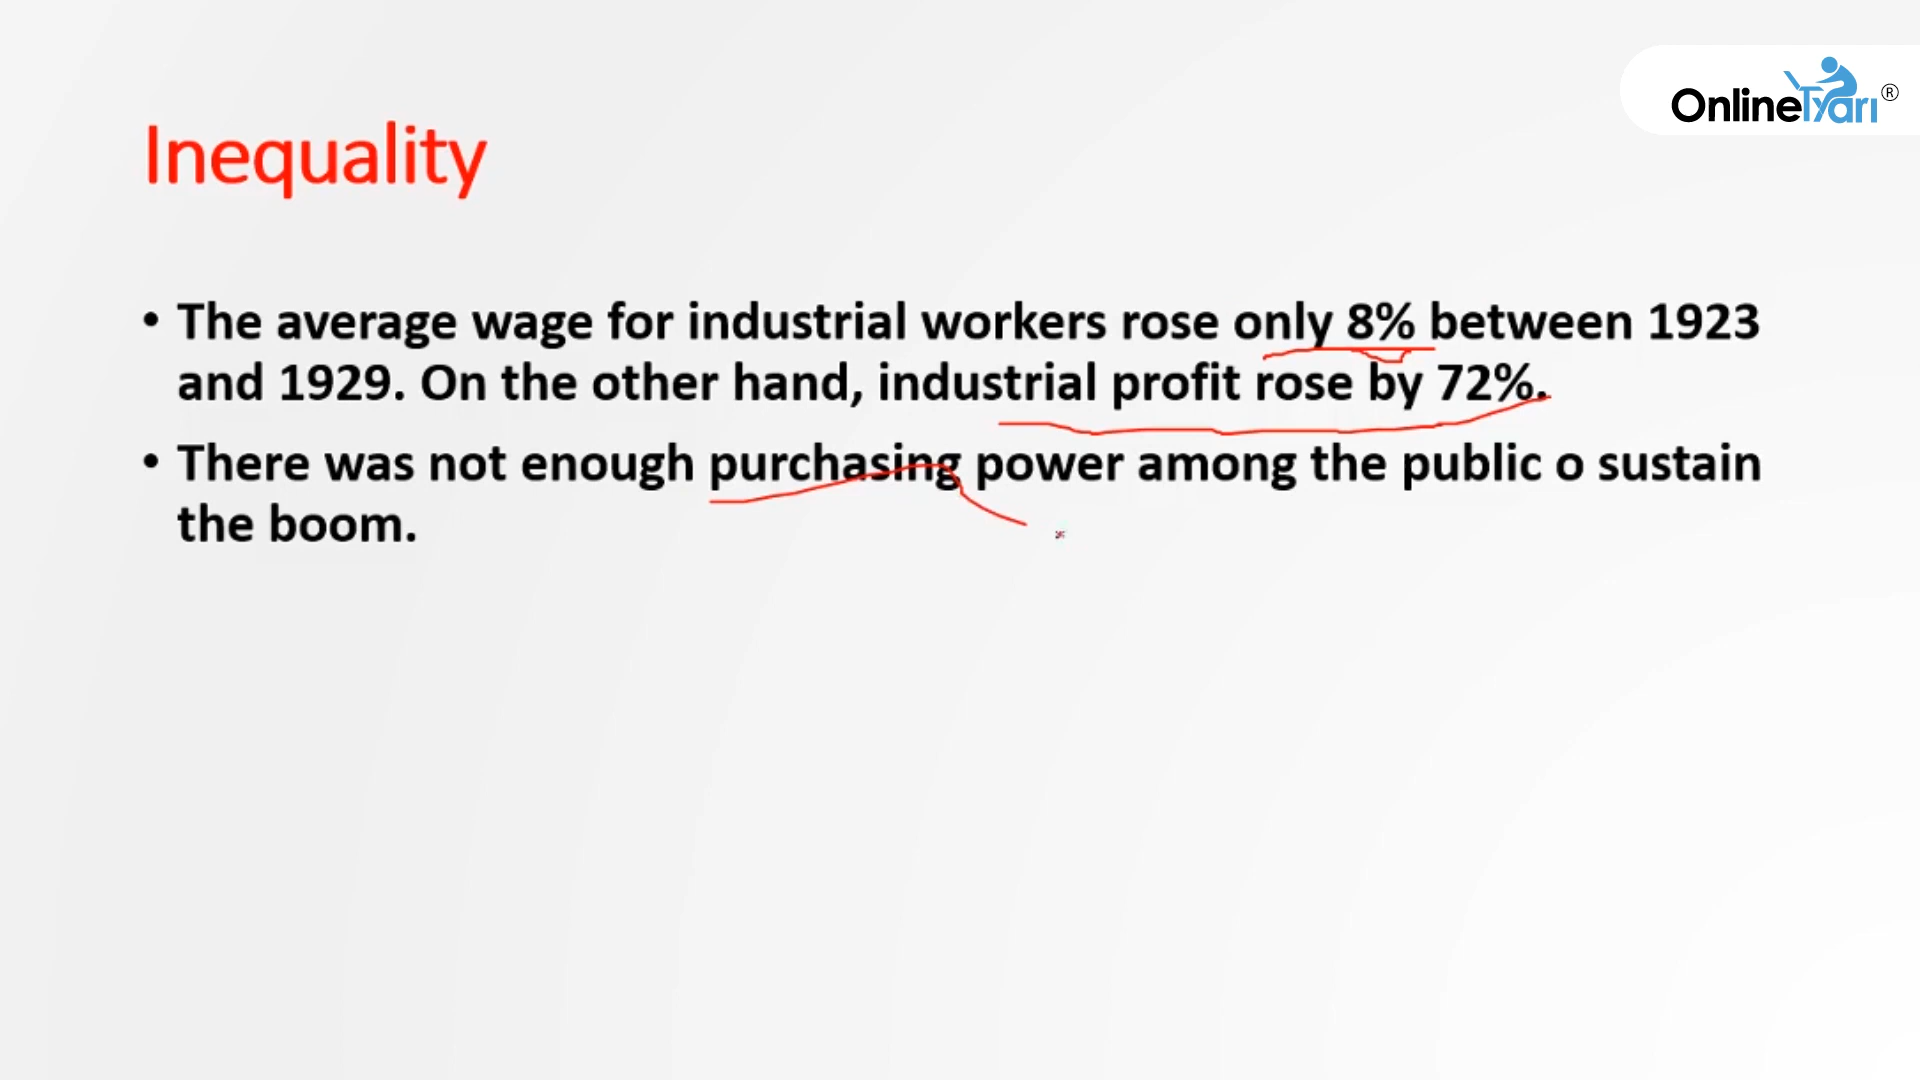 OnlineTyari®
Inequality
• The average wage for industrial workers rose only 8% between 1923
and 1929. On the other hand, industrial profit rose by 72%.
• There was not enough purchasing power among the public o sustain
the boom.